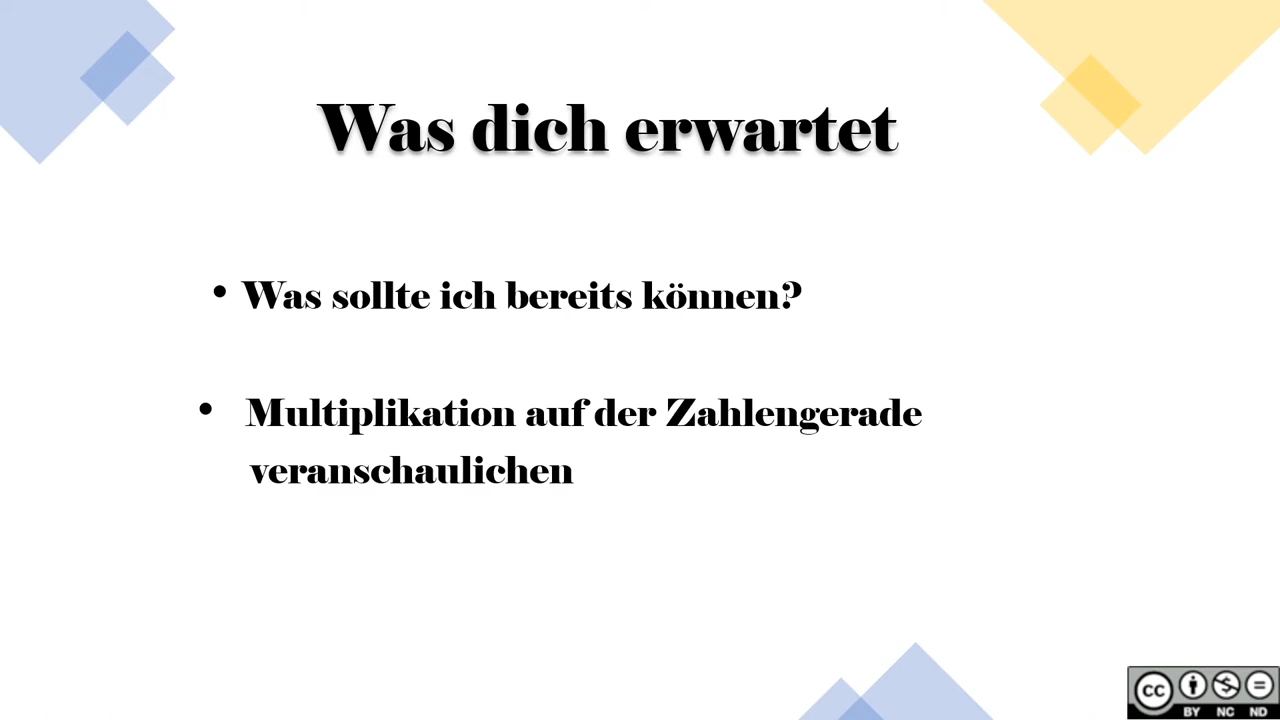 Was dich erwartet
• Was sollte ich bereits können?
• Multiplikation auf der Zahlengerade
veranschaulichen
CC BY NC ND